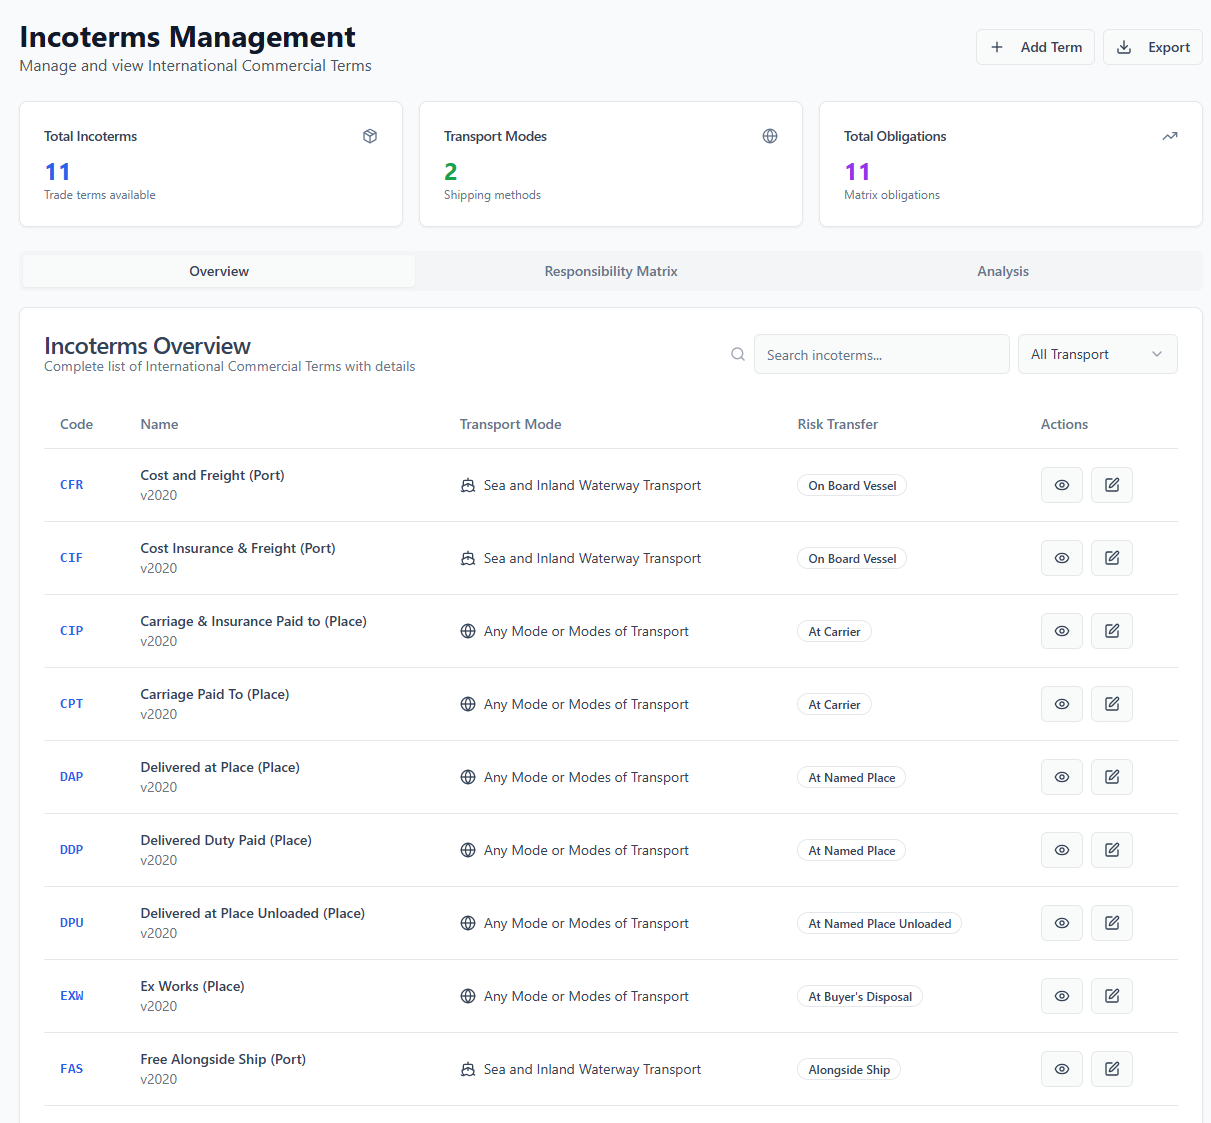 Incoterms Management
Manage and view International Commercial Terms
Add Term
Export
Total Incoterms
11
Trade terms available
Transport Modes
2
Shipping methods
Total Obligations
11
Matrix obligations
Overview
Responsibility Matrix
Analysis
Incoterms Overview
Complete list of International Commercial Terms with details
Search incoterms...
All Transport
Code Name Transport Mode Risk Transfer Actions
CFR Cost and Freight (Port) Sea and Inland Waterway Transport On Board Vessel
v2020
CIF Cost Insurance & Freight (Port) Sea and Inland Waterway Transport On Board Vessel
v2020
CIP Carriage & Insurance Paid to (Place) Any Mode or Modes of Transport At Carrier
v2020
CPT Carriage Paid To (Place) Any Mode or Modes of Transport At Carrier
v2020
DAP Delivered at Place (Place) Any Mode or Modes of Transport At Named Place
v2020
DDP Delivered Duty Paid (Place) Any Mode or Modes of Transport At Named Place
v2020
DPU Delivered at Place Unloaded (Place) Any Mode or Modes of Transport At Named Place Unloaded
v2020
EXW Ex Works (Place) Any Mode or Modes of Transport At Buyer's Disposal
v2020
FAS Free Alongside Ship (Port) Sea and Inland Waterway Transport Alongside Ship
v2020